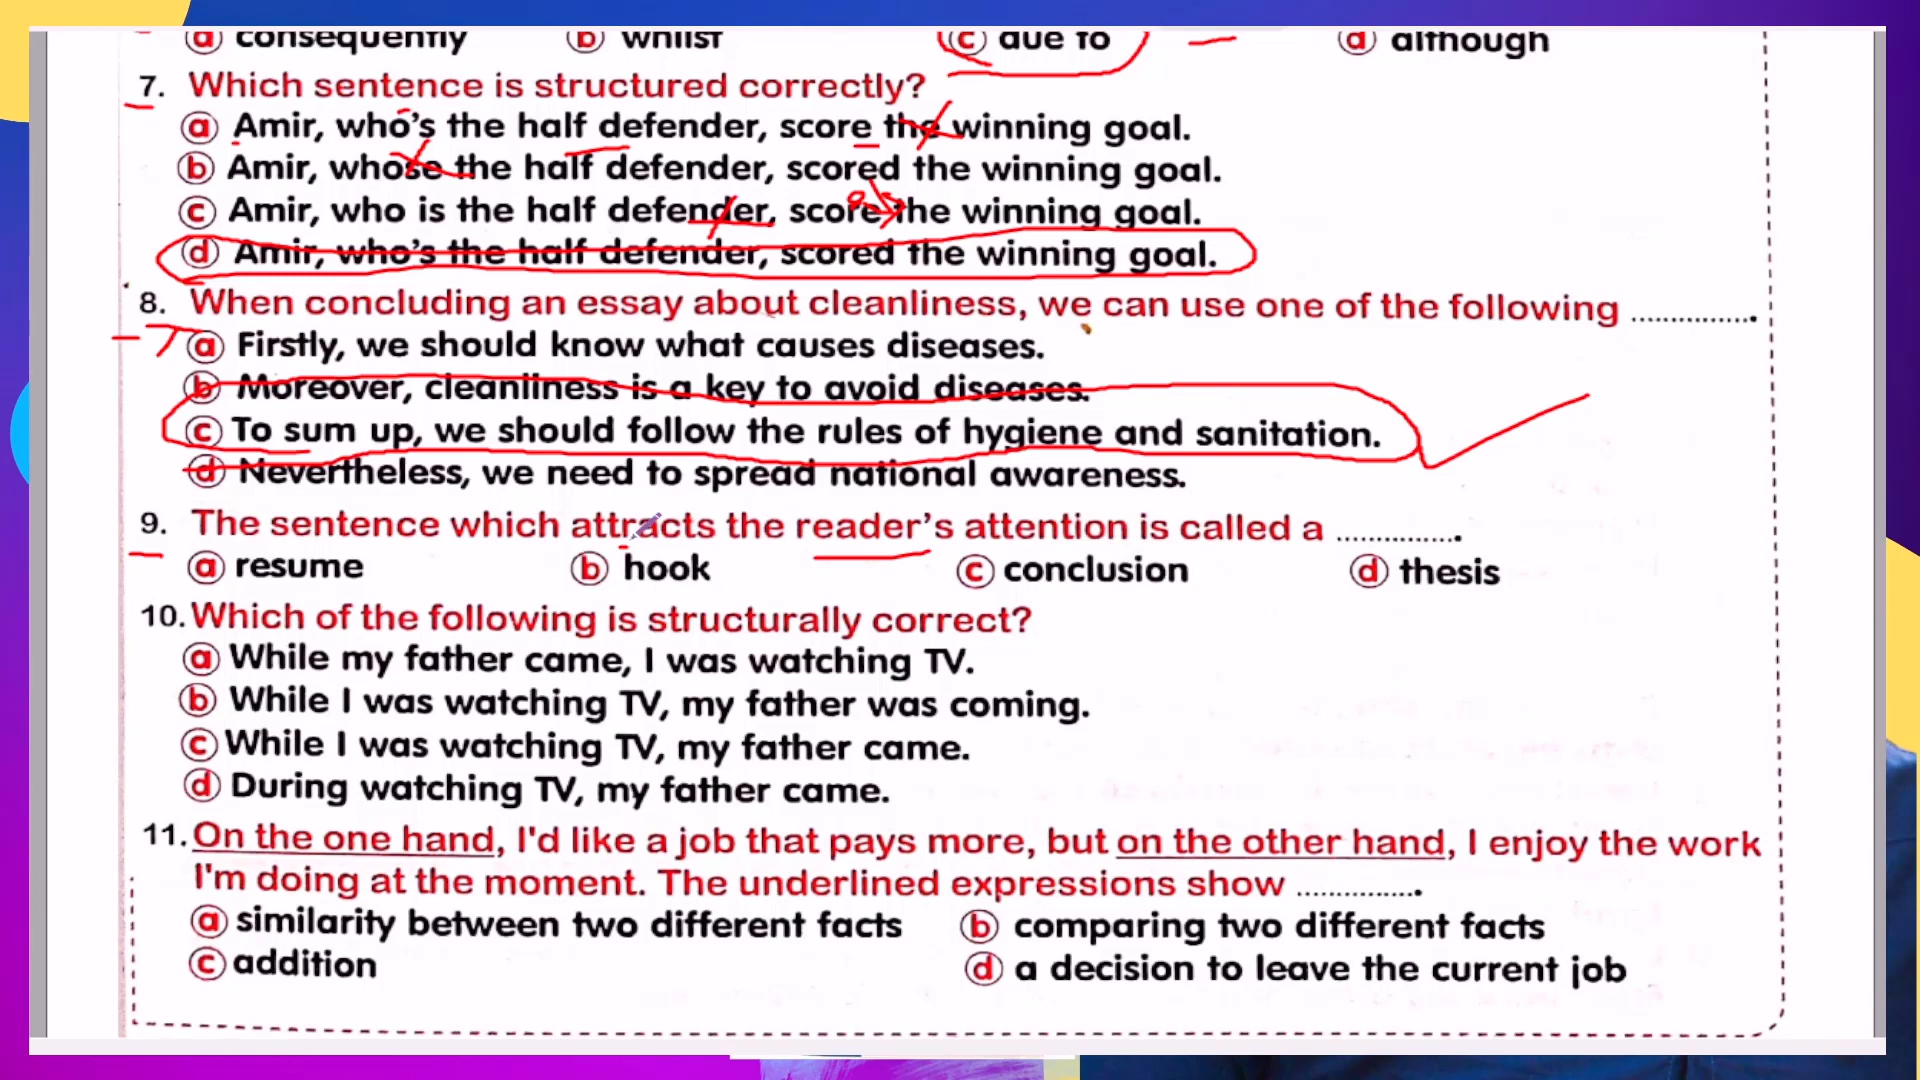 a consequently b whilst c due to d although
7. Which sentence is structured correctly?
a Amir, who's the half defender, score the winning goal.
b Amir, whose the half defender, scored the winning goal.
c Amir, who is the half defender, score the winning goal.
d Amir, who's the half defender, scored the winning goal.
8. When concluding an essay about cleanliness, we can use one of the following ...............
a Firstly, we should know what causes diseases.
b Moreover, cleanliness is a key to avoid diseases.
c To sum up, we should follow the rules of hygiene and sanitation.
d Nevertheless, we need to spread national awareness.
9. The sentence which attracts the reader's attention is called a ...............
a resume b hook c conclusion d thesis
10. Which of the following is structurally correct?
a While my father came, I was watching TV.
b While I was watching TV, my father was coming.
c While I was watching TV, my father came.
d During watching TV, my father came.
11. On the one hand, I'd like a job that pays more, but on the other hand, I enjoy the work
I'm doing at the moment. The underlined expressions show ...............
a similarity between two different facts b comparing two different facts
c addition d a decision to leave the current job